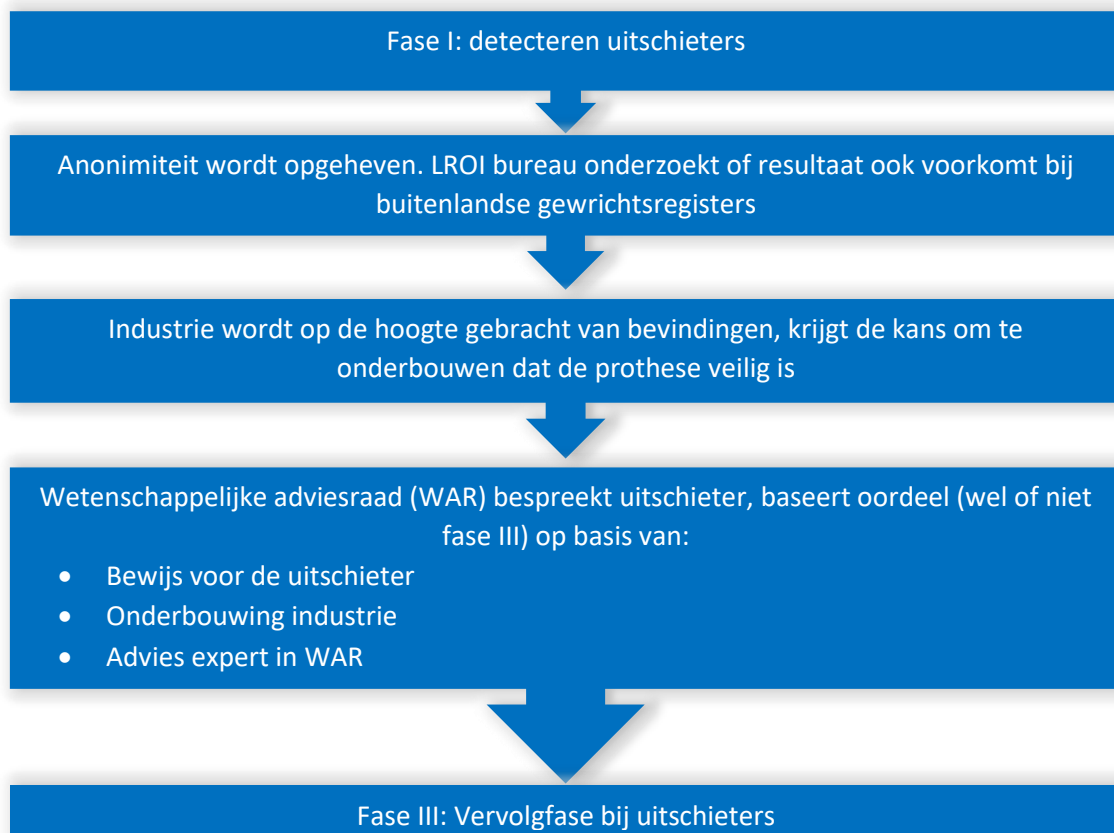 Fase I: detecteren uitschieters
Anonimiteit wordt opgeheven. LROI bureau onderzoekt of resultaat ook voorkomt bij
buitenlandse gewrichtsregisters
Industrie wordt op de hoogte gebracht van bevindingen, krijgt de kans om te
onderbouwen dat de prothese veilig is
Wetenschappelijke adviesraad (WAR) bespreekt uitschieter, baseert oordeel (wel of niet
fase III) op basis van:
• Bewijs voor de uitschieter
• Onderbouwing industrie
• Advies expert in WAR
Fase III: Vervolgfase bij uitschieters